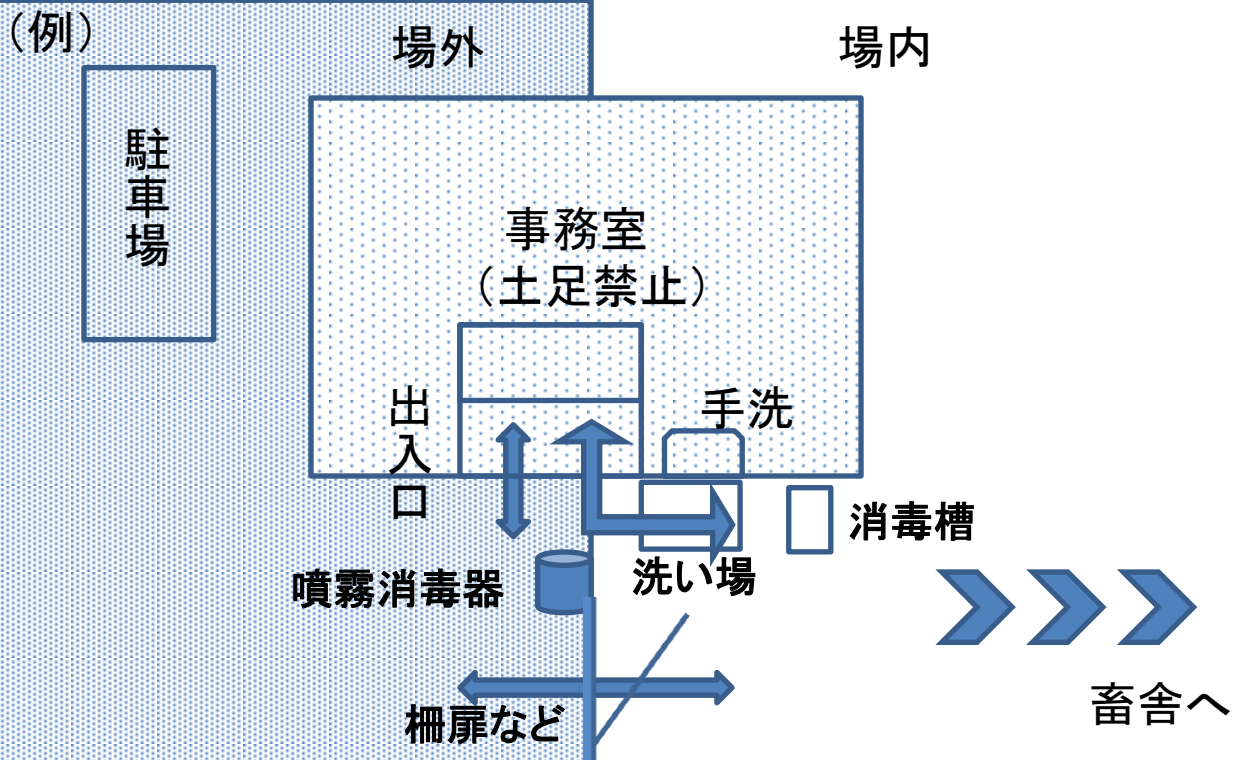 （例）
場外
場内
駐車場
事務室
（土足禁止）
出入口
手洗
消毒槽
噴霧消毒器
洗い場
柵扉など
畜舎へ